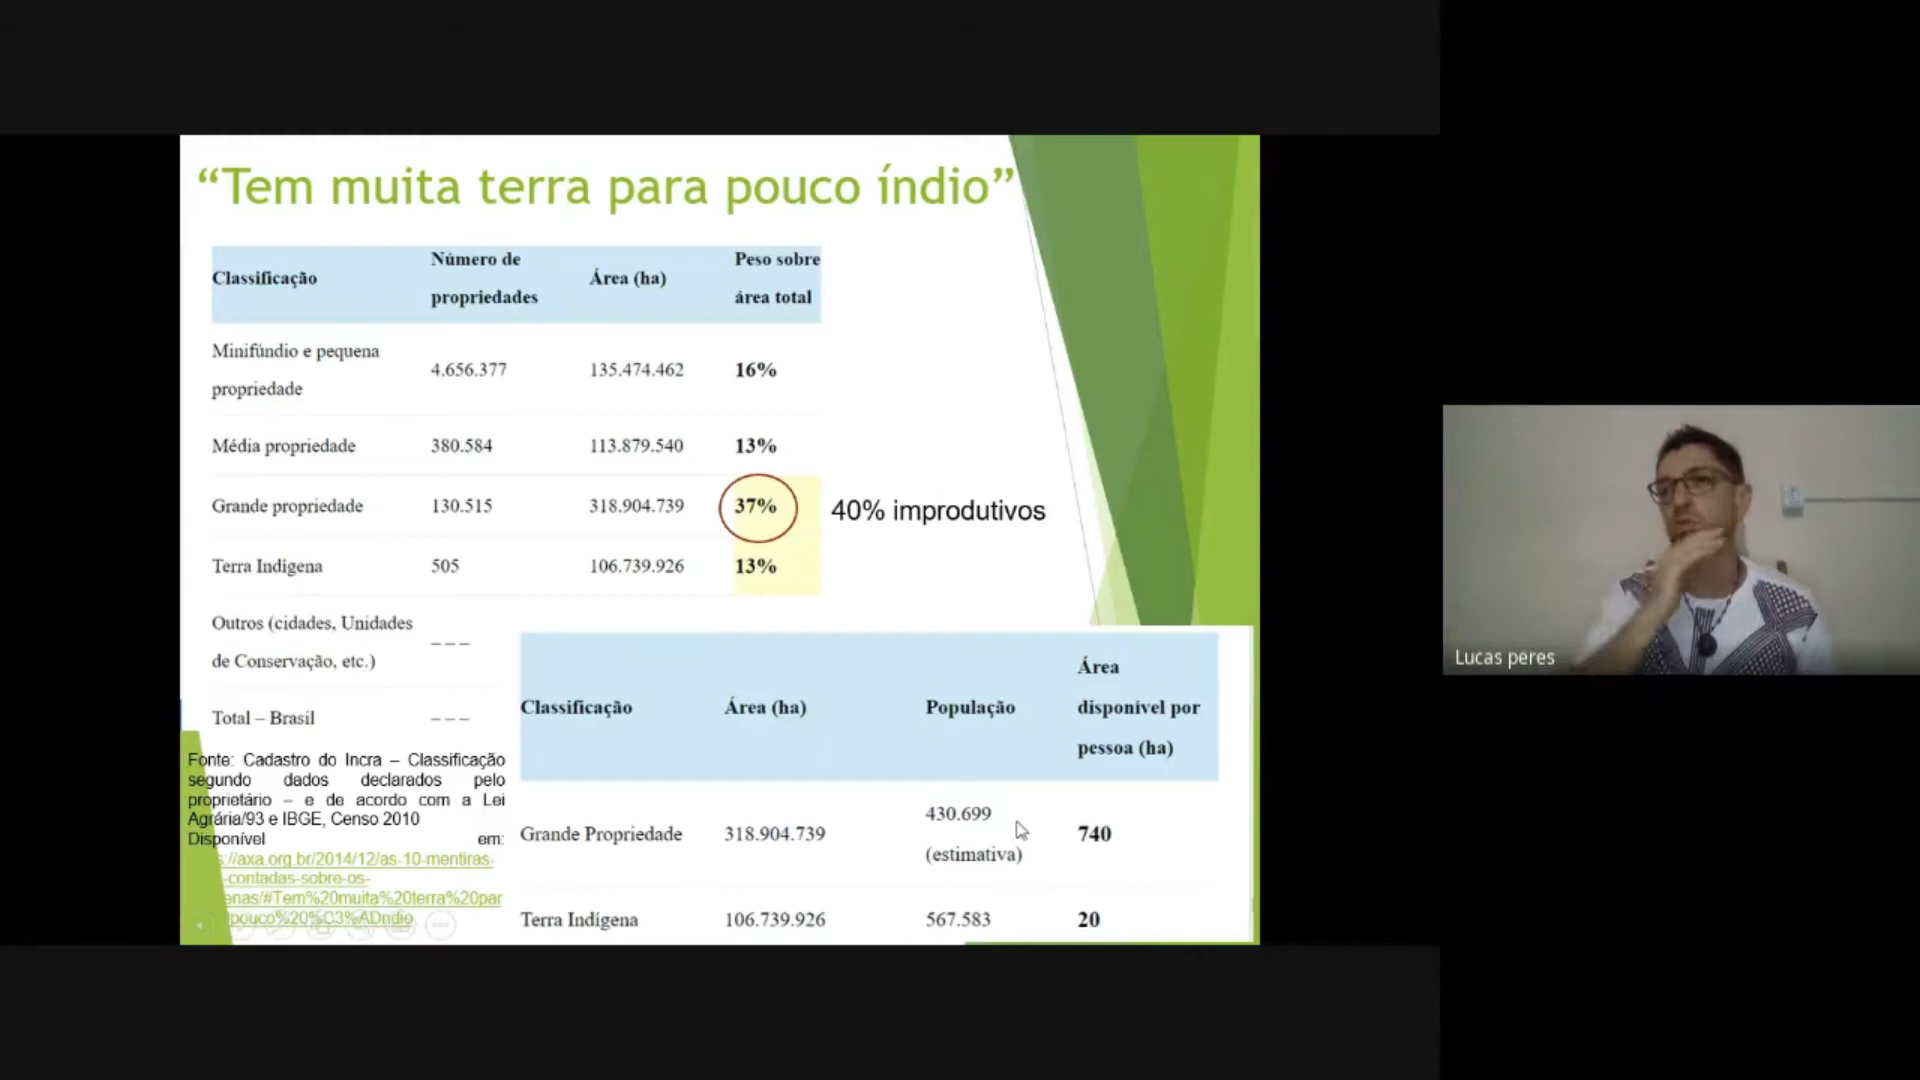 “Tem muita terra para pouco índio”
Classificação
Número de
propriedades
Área (ha)
Peso sobre
área total
Minifúndio e pequena
propriedade
4.656.377
135.474.462
16%
Média propriedade
380.584
113.879.540
13%
Grande propriedade
130.515
318.904.739
37%
40% improdutivos
Terra Indígena
505
106.739.926
13%
Outros (cidades, Unidades
de Conservação, etc.)
– – –
Total – Brasil
– – –
Fonte: Cadastro do Incra – Classificação
segundo dados declarados pelo
proprietário – e de acordo com a Lei
Agrária/93 e IBGE, Censo 2010
Disponível em:
s://axa.org.br/2014/12/as-10-mentiras-
-contadas-sobre-os-
enas/#Tem%20muita%20terra%20par
pouco%20%C3%ADndio
Classificação
Área (ha)
População
Área
disponível por
pessoa (ha)
Grande Propriedade
318.904.739
430.699
(estimativa)
740
Terra Indígena
106.739.926
567.583
20
Lucas peres